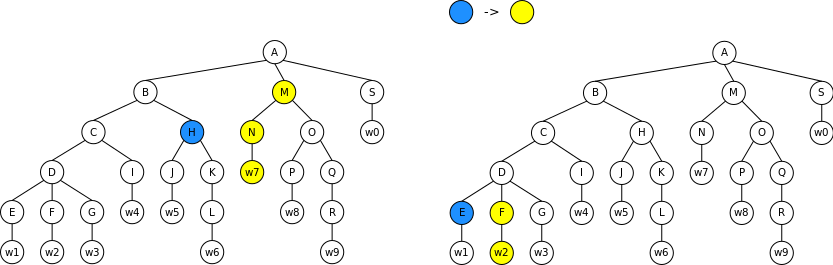 ->
A A
B M S B M S
C H N O w0 C H N O w0
D I J K w7 P Q D I J K w7 P Q
E F G w4 w5 L w8 R E F G w4 w5 L w8 R
w1 w2 w3 w6 w9 w1 w2 w3 w6 w9